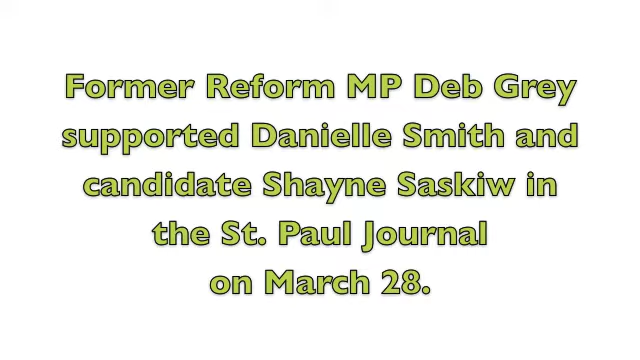 Former Reform MP Deb Grey
supported Danielle Smith and
candidate Shayne Saskiw in
the St. Paul Journal
on March 28.